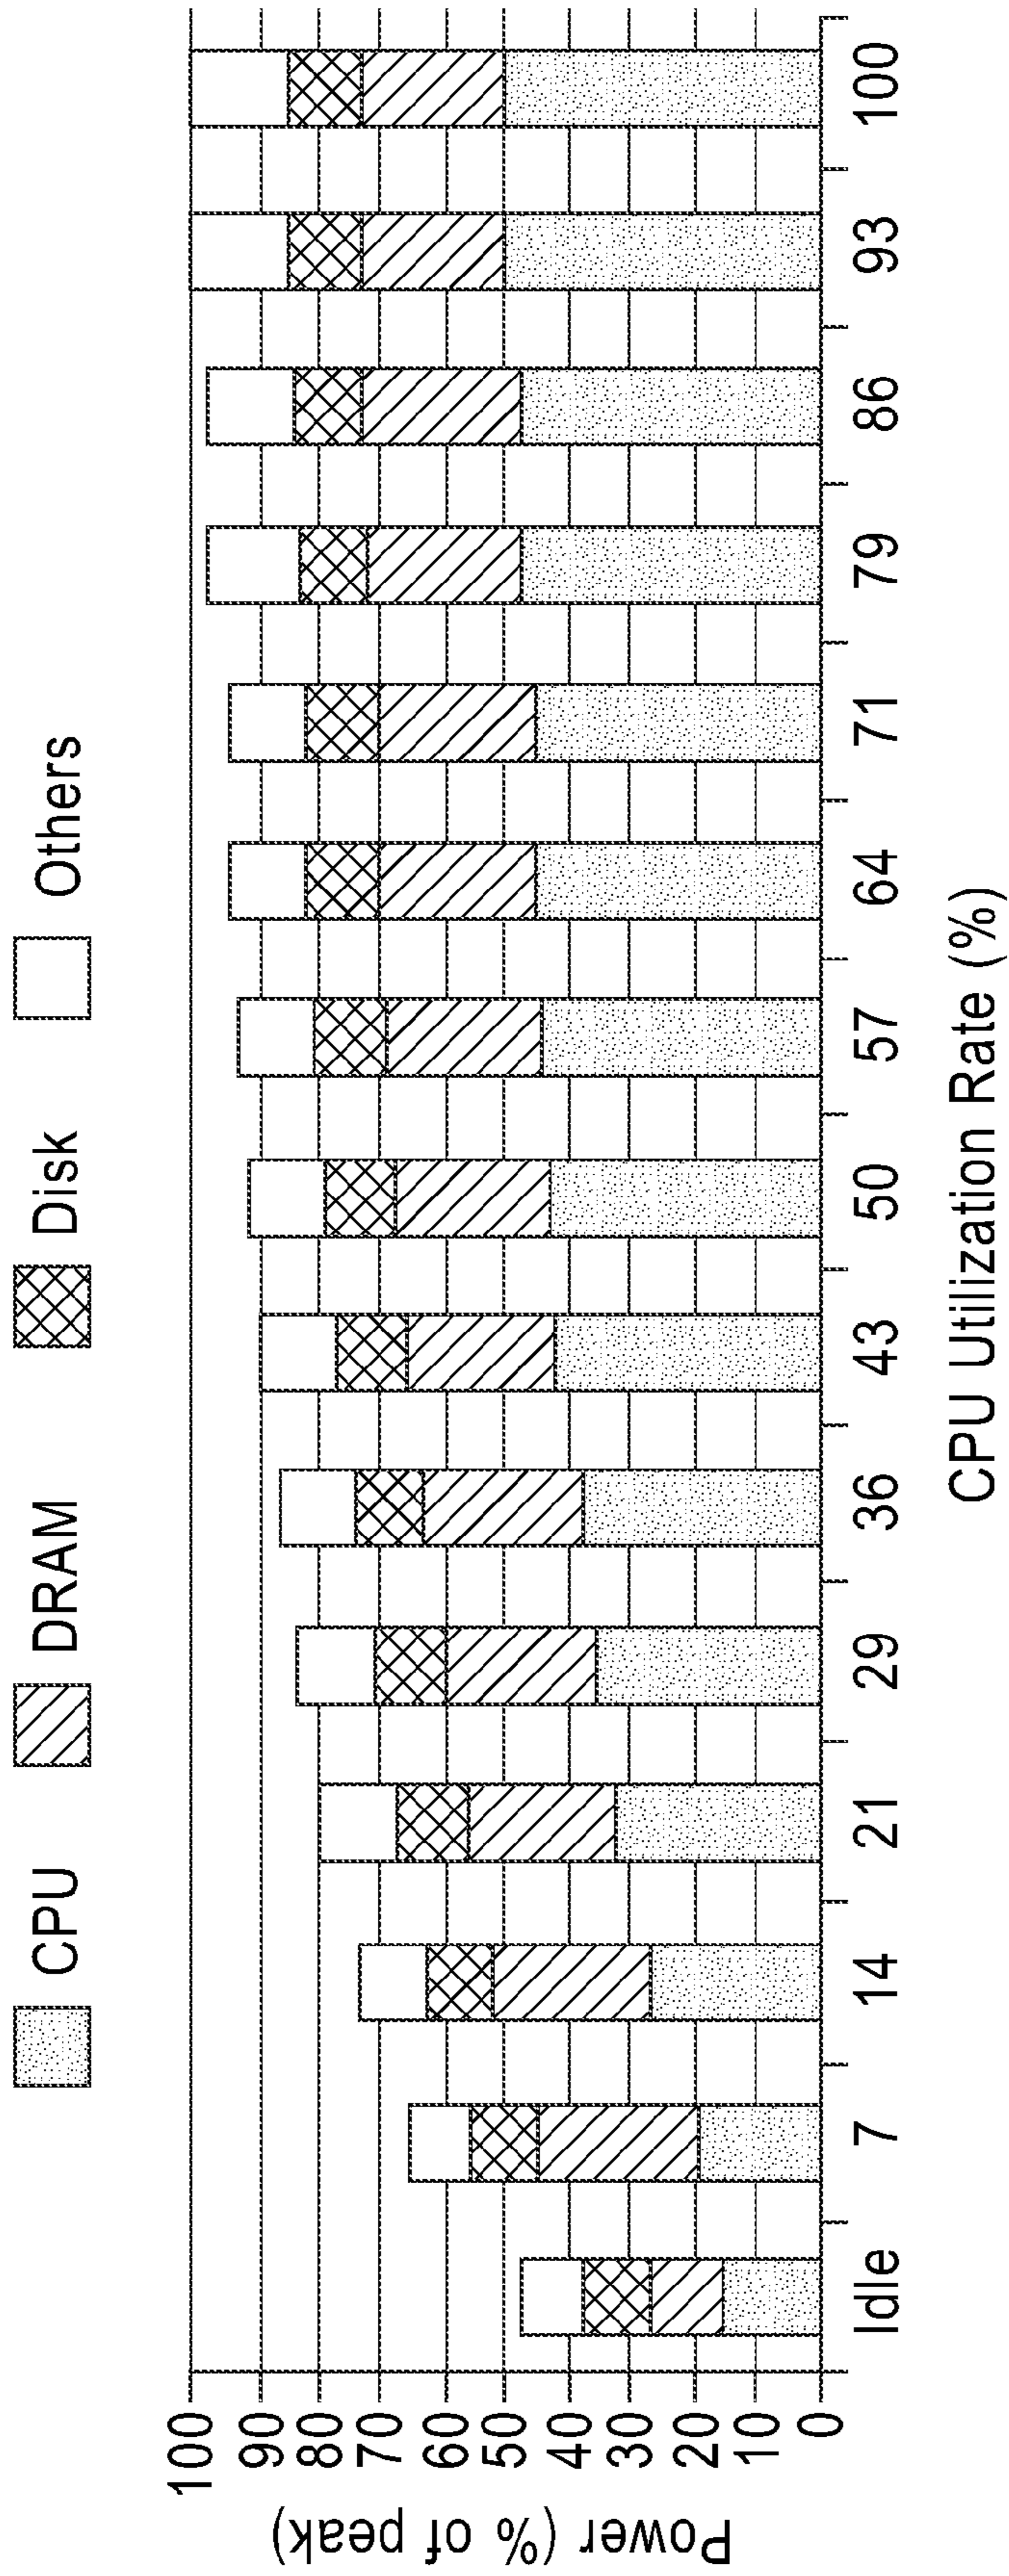 CPU DRAM Disk Others
Power (% of peak)
100
90
80
70
60
50
40
30
20
10
0
Idle 7 14 21 29 36 43 50 57 64 71 79 86 93 100
CPU Utilization Rate (%)